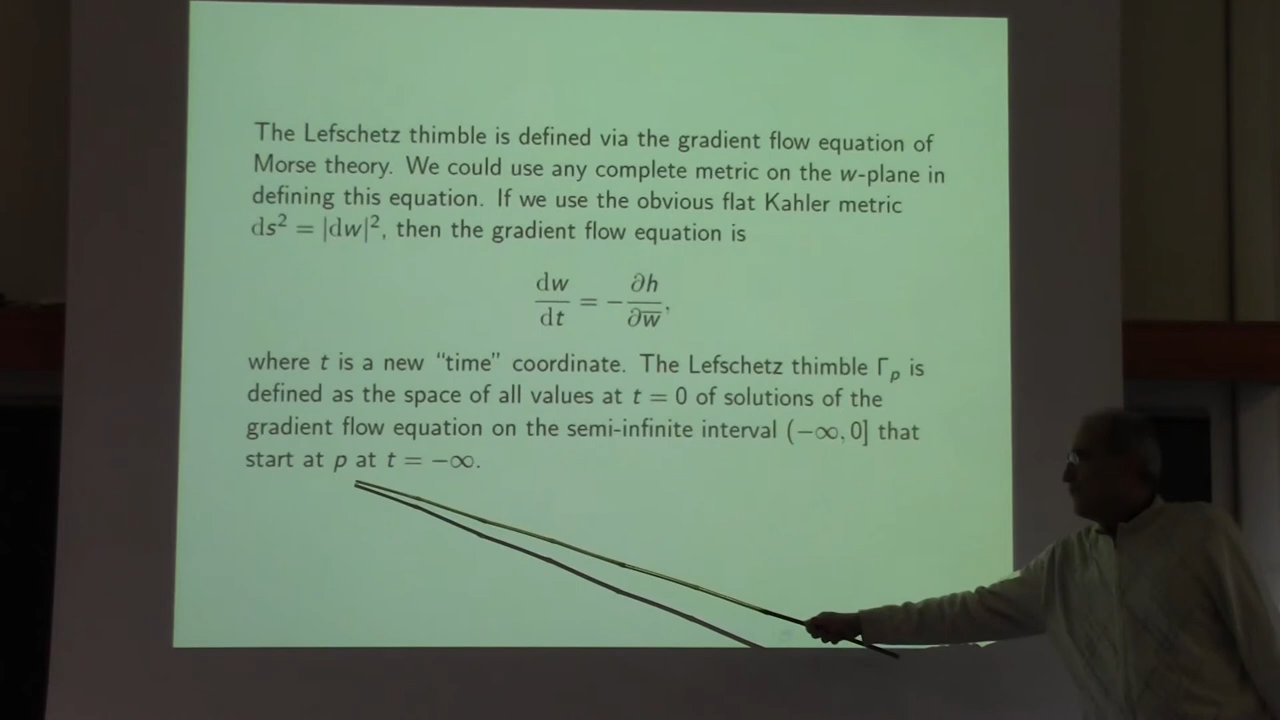 The Lefschetz thimble is defined via the gradient flow equation of
Morse theory. We could use any complete metric on the w-plane in
defining this equation. If we use the obvious flat Kahler metric
ds² = |dw|², then the gradient flow equation is
dw/dt = −∂h/∂w̅,
where t is a new “time” coordinate. The Lefschetz thimble Γₚ is
defined as the space of all values at t = 0 of solutions of the
gradient flow equation on the semi-infinite interval (−∞, 0] that
start at p at t = −∞.